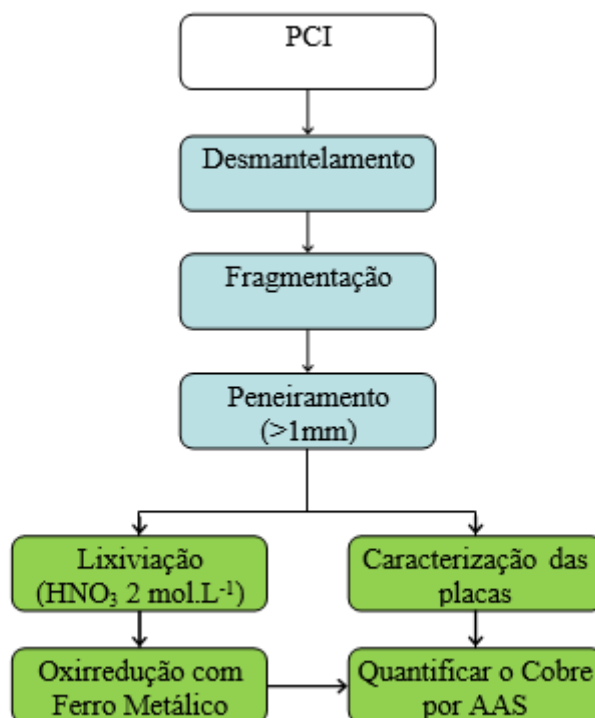 PCI
Desmantelamento
Fragmentação
Peneiramento
(>1mm)
Lixiviação
(HNO₃ 2 mol.L⁻¹)
Caracterização das
placas
Oxirredução com
Ferro Metálico
Quantificar o Cobre
por AAS